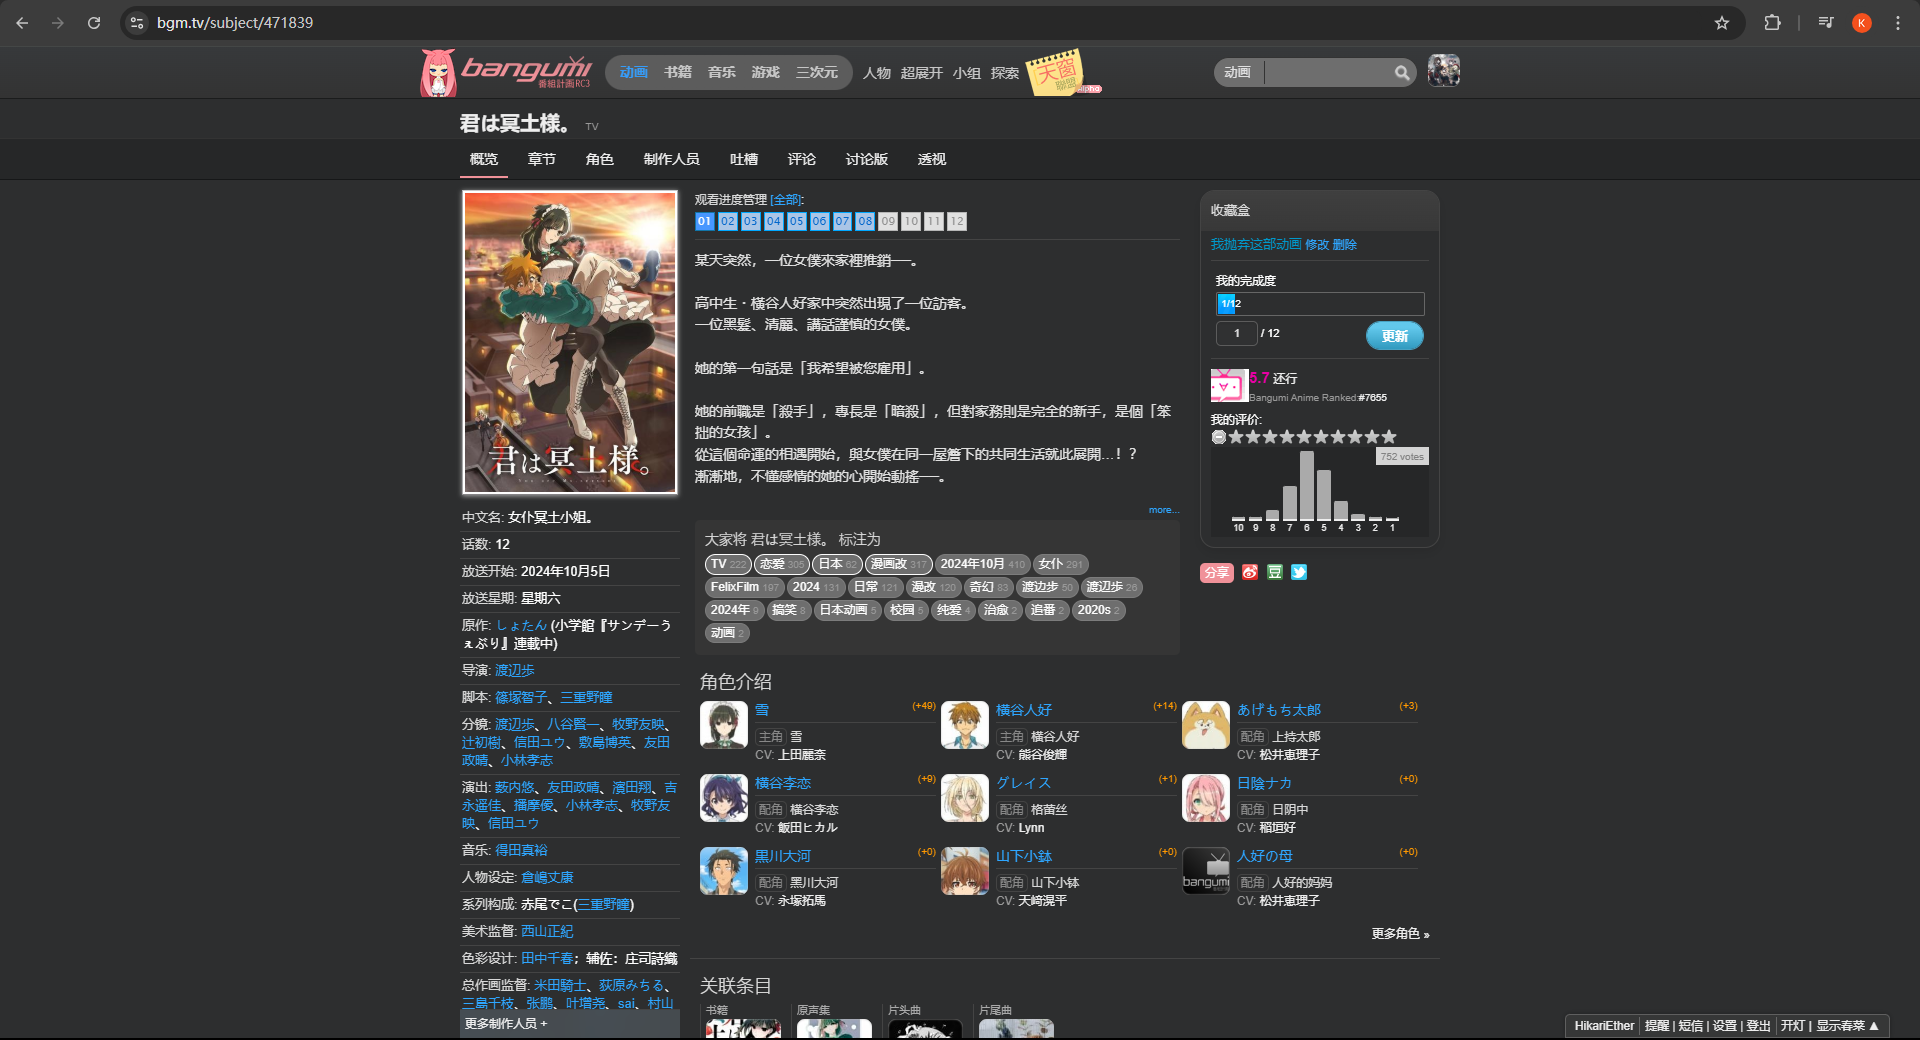 bgm.tv/subject/471839
K
bangumi
番組計画RC3
动画 书籍 音乐 游戏 三次元
人物 超展开 小组 探索
天窗
聯盟
alpha
动画
君は冥土様。 TV
概览 章节 角色 制作人员 吐槽 评论 讨论版 透视
君は冥土様。
中文名: 女仆冥土小姐。
话数: 12
放送开始: 2024年10月5日
放送星期: 星期六
原作: しょたん (小学館『サンデーう
ぇぶり』連載中)
导演: 渡辺歩
脚本: 篠塚智子、三重野瞳
分镜: 渡辺歩、八谷賢一、牧野友映、
辻初樹、信田ユウ、敷島博英、友田
政晴、小林孝志
演出: 薮内悠、友田政晴、濱田翔、吉
永遥佳、播摩優、小林孝志、牧野友
映、信田ユウ
音乐: 得田真裕
人物设定: 倉嶋丈康
系列构成: 赤尾でこ(三重野瞳)
美术监督: 西山正紀
色彩设计: 田中千春；辅佐：庄司詩織
总作画监督: 米田騎士、荻原みちる、
三島千枝、张鹏、叶増尧、sai、村山
更多制作人员 +
观看进度管理 [全部]:
01 02 03 04 05 06 07 08 09 10 11 12
某天突然，一位女僕來家裡推銷──。
高中生・橫谷人好家中突然出現了一位訪客。
一位黑髮、清麗、講話謹慎的女僕。
她的第一句話是「我希望被您雇用」。
她的前職是「殺手」，專長是「暗殺」，但對家務則是完全的新手，是個「笨
拙的女孩」。
從這個命運的相遇開始，與女僕在同一屋簷下的共同生活就此展開…！？
漸漸地，不懂感情的她的心開始動搖──。
more...
大家将 君は冥土様。 标注为
TV 222 恋爱 305 日本 62 漫画改 317 2024年10月 410 女仆 291
FelixFilm 197 2024 131 日常 121 漫改 120 奇幻 83 渡边步 50 渡辺歩 26
2024年 9 搞笑 8 日本动画 5 校园 5 纯爱 4 治愈 2 追番 2 2020s 2
动画 2
角色介绍
雪 (+49)
主角 雪
CV: 上田麗奈
横谷人好 (+14)
主角 横谷人好
CV: 熊谷俊輝
あげもち太郎 (+3)
配角 上持太郎
CV: 松井恵理子
横谷李恋 (+9)
配角 横谷李恋
CV: 飯田ヒカル
グレイス (+1)
配角 格蕾丝
CV: Lynn
日陰ナカ (+0)
配角 日阴中
CV: 稲垣好
黒川大河 (+0)
配角 黑川大河
CV: 永塚拓馬
山下小鉢 (+0)
配角 山下小钵
CV: 天﨑滉平
bangumi
人好の母 (+0)
配角 人好的妈妈
CV: 松井恵理子
更多角色 »
关联条目
书籍 原声集 片头曲 片尾曲
收藏盒
我抛弃这部动画 修改 删除
我的完成度
1/12
1 / 12 更新
5.7 还行
Bangumi Anime Ranked:#7655
我的评价:
752 votes
10 9 8 7 6 5 4 3 2 1
分享
豆
HikariEther 提醒 | 短信 | 设置 | 登出 开灯 | 显示春菜 ▲